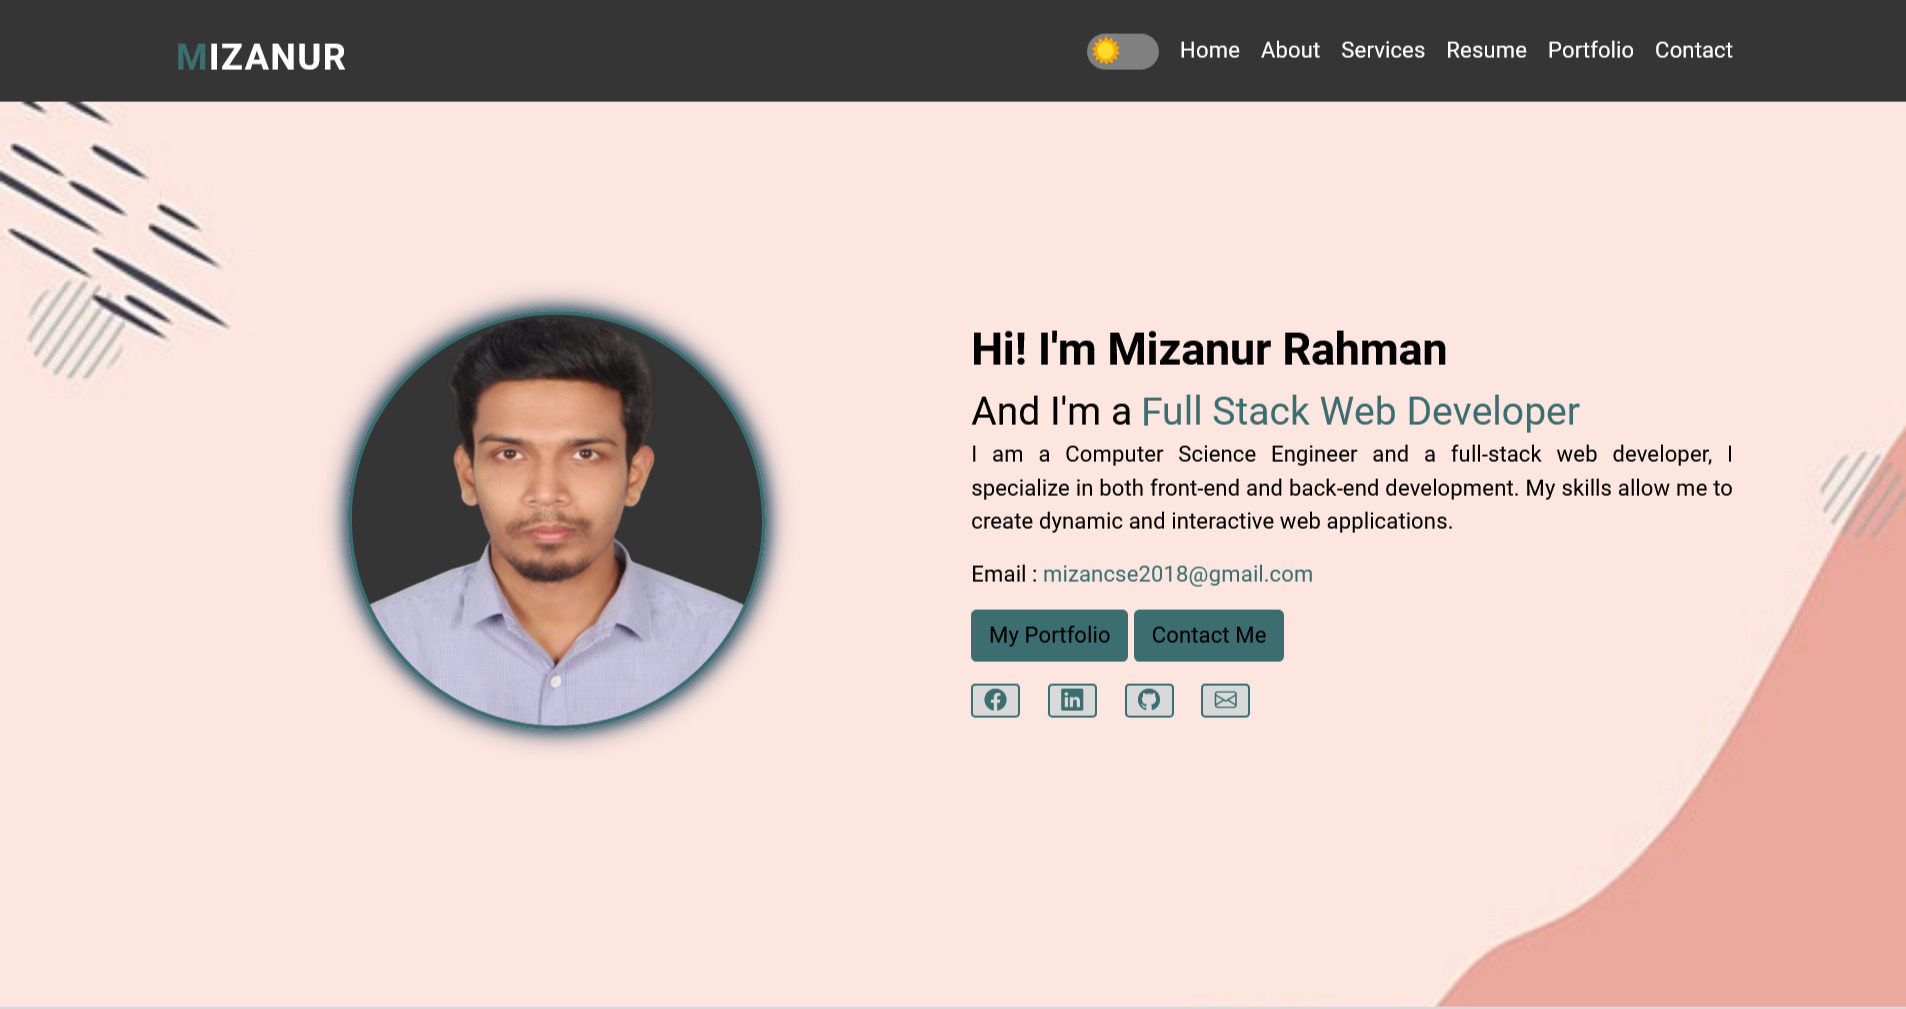 MIZANUR
Home About Services Resume Portfolio Contact
Hi! I'm Mizanur Rahman
And I'm a Full Stack Web Developer
I am a Computer Science Engineer and a full-stack web developer, I
specialize in both front-end and back-end development. My skills allow me to
create dynamic and interactive web applications.
Email : mizancse2018@gmail.com
My Portfolio Contact Me